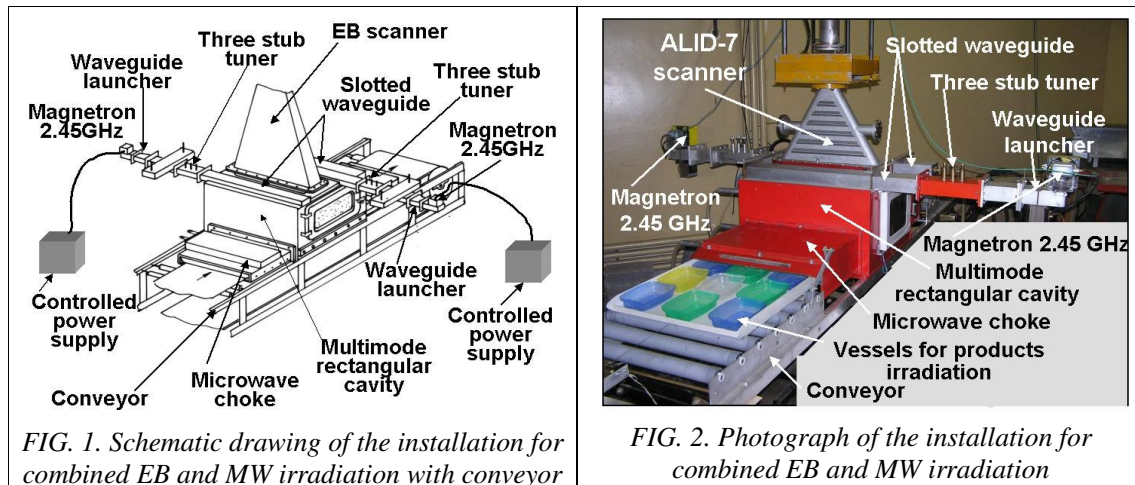 Three stub
tuner
EB scanner
Waveguide
launcher
Slotted
waveguide
Three stub
tuner
Magnetron
2.45GHz
Magnetron
2.45GHz
Controlled
power
supply
Waveguide
launcher
Controlled
power
supply
Multimode
rectangular
cavity
Microwave
choke
Conveyor
FIG. 1. Schematic drawing of the installation for
combined EB and MW irradiation with conveyor
ALID-7
scanner
Slotted waveguide
Three stub tuner
Waveguide
launcher
Magnetron
2.45 GHz
Magnetron 2.45 GHz
Multimode
rectangular cavity
Microwave choke
Vessels for products
irradiation
Conveyor
FIG. 2. Photograph of the installation for
combined EB and MW irradiation